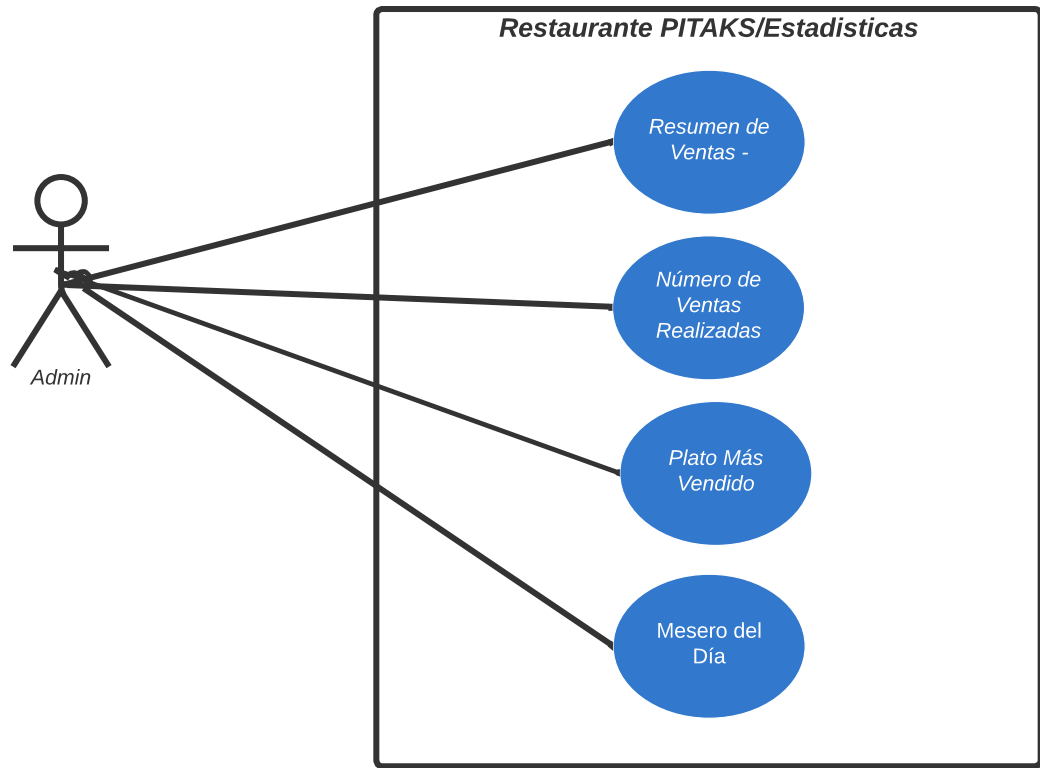 Restaurante PITAKS/Estadisticas
Resumen de
Ventas -
Número de
Ventas
Realizadas
Admin
Plato Más
Vendido
Mesero del
Día